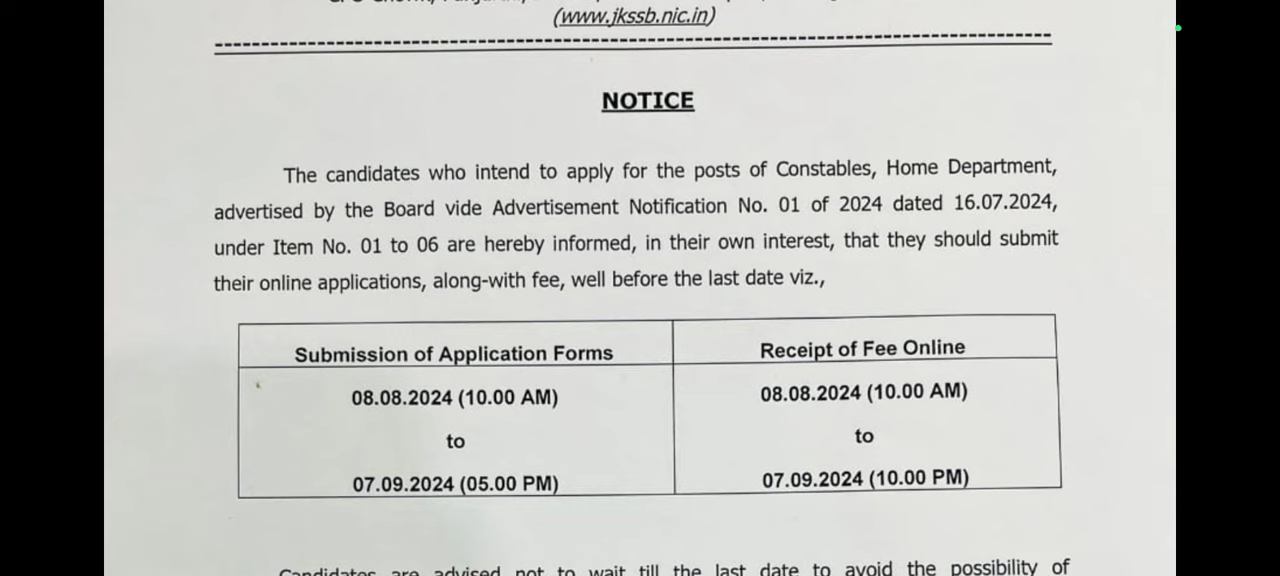 (www.jkssb.nic.in)
NOTICE
The candidates who intend to apply for the posts of Constables, Home Department,
advertised by the Board vide Advertisement Notification No. 01 of 2024 dated 16.07.2024,
under Item No. 01 to 06 are hereby informed, in their own interest, that they should submit
their online applications, along-with fee, well before the last date viz.,
Submission of Application Forms
08.08.2024 (10.00 AM)
to
07.09.2024 (05.00 PM)
Receipt of Fee Online
08.08.2024 (10.00 AM)
to
07.09.2024 (10.00 PM)
Candidates are advised not to wait till the last date to avoid the possibility of